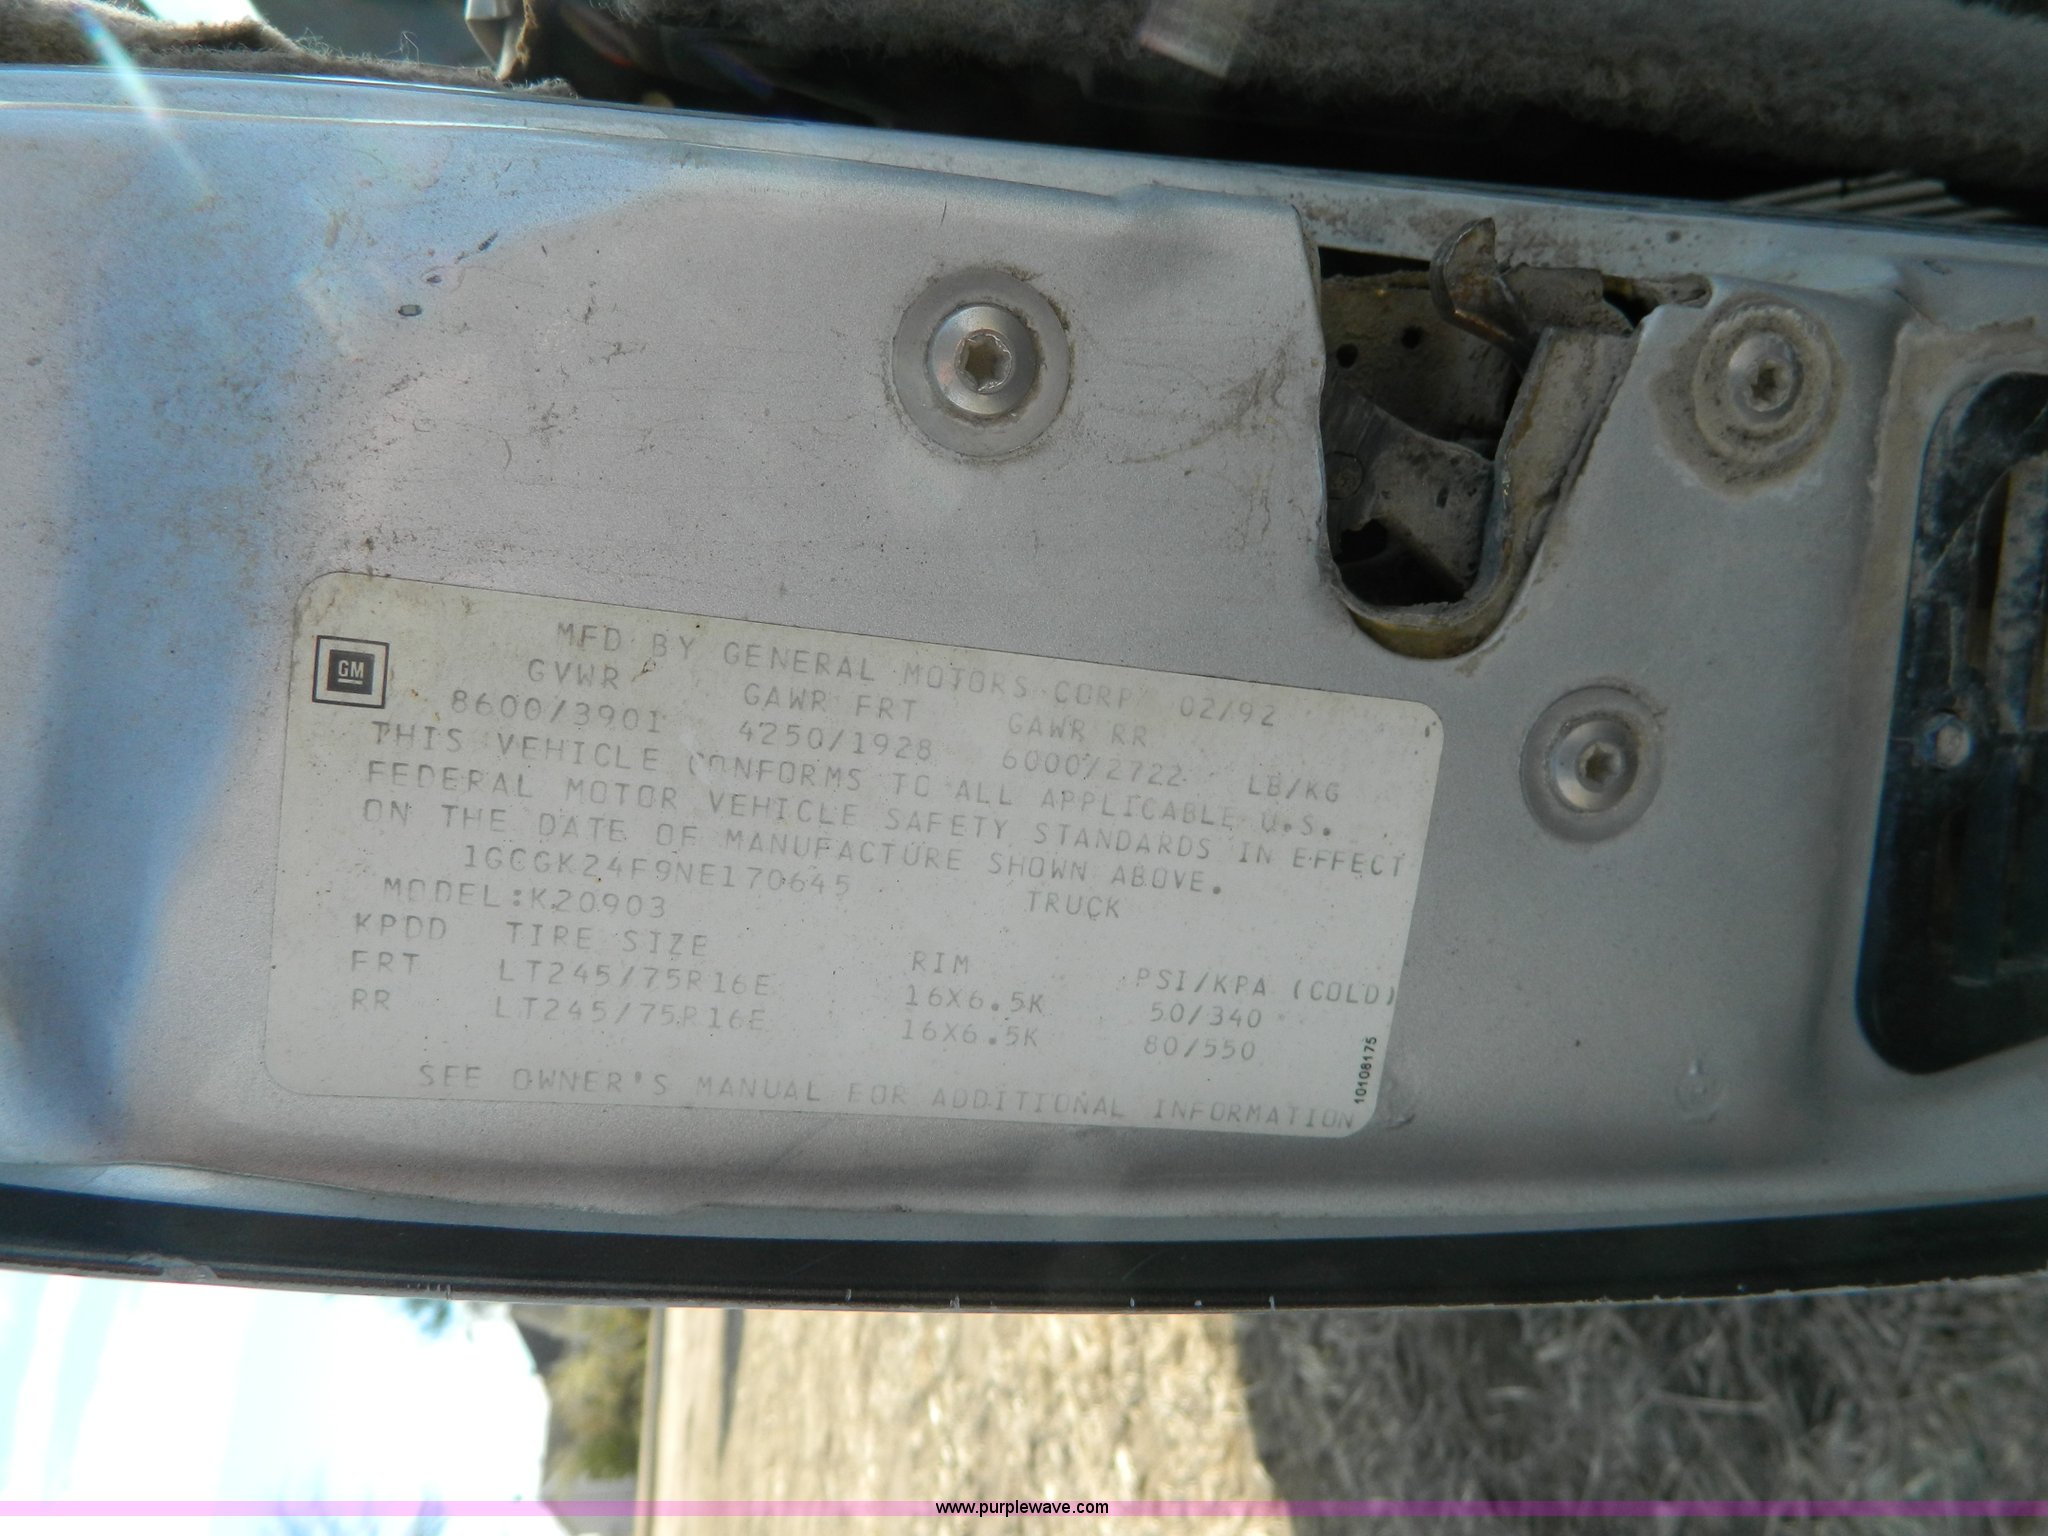 GM
MFD BY GENERAL MOTORS CORP 02/92
GVWR GAWR FRT GAWR RR
8600/3901 4250/1928 6000/2722 LB/KG
THIS VEHICLE CONFORMS TO ALL APPLICABLE U.S.
FEDERAL MOTOR VEHICLE SAFETY STANDARDS IN EFFECT
ON THE DATE OF MANUFACTURE SHOWN ABOVE.
1GCGK24F9NE170645 TRUCK
MODEL:K20903
KPDD TIRE SIZE RIM PSI/KPA (COLD)
FRT LT245/75R16E 16X6.5K 50/340
RR LT245/75R16E 16X6.5K 80/550
SEE OWNER'S MANUAL FOR ADDITIONAL INFORMATION
10108175
www.purplewave.com